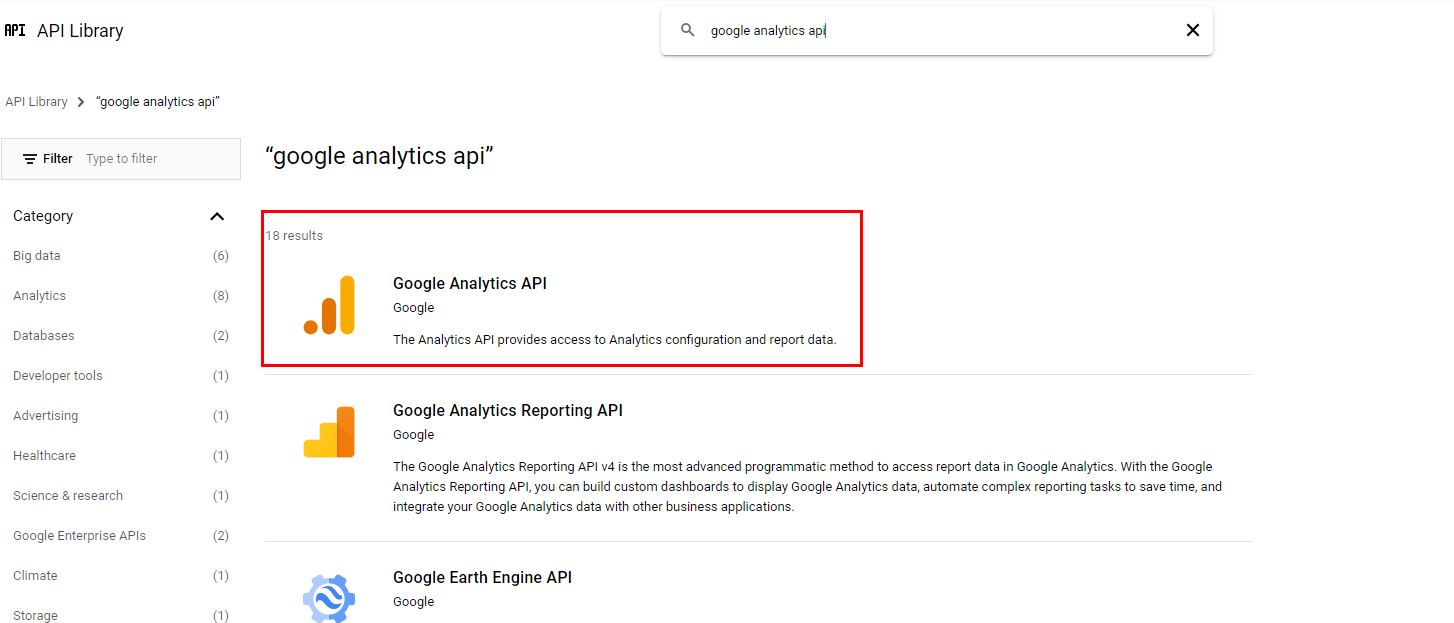 API API Library
google analytics api
API Library > “google analytics api”
Filter Type to filter
“google analytics api”
Category
Big data (6)
Analytics (8)
Databases (2)
Developer tools (1)
Advertising (1)
Healthcare (1)
Science & research (1)
Google Enterprise APIs (2)
Climate (1)
Storage (1)
18 results
Google Analytics API
Google
The Analytics API provides access to Analytics configuration and report data.
Google Analytics Reporting API
Google
The Google Analytics Reporting API v4 is the most advanced programmatic method to access report data in Google Analytics. With the Google
Analytics Reporting API, you can build custom dashboards to display Google Analytics data, automate complex reporting tasks to save time, and
integrate your Google Analytics data with other business applications.
Google Earth Engine API
Google